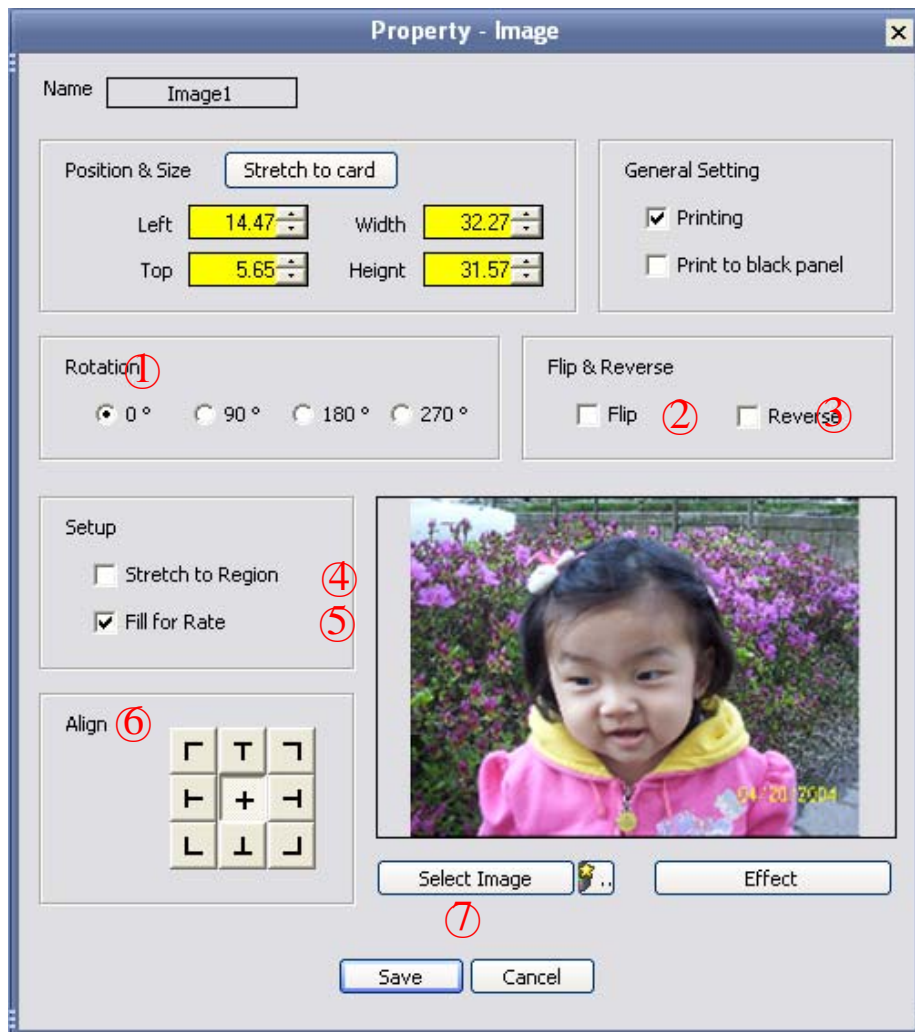 Property - Image
Name Image1
Position & Size Stretch to card
Left 14.47 Width 32.27
Top 5.65 Heignt 31.57
General Setting
Printing
Print to black panel
Rotation ①
0 ° 90 ° 180 ° 270 °
Flip & Reverse
Flip ② Reverse ③
Setup
Stretch to Region ④
Fill for Rate ⑤
Align ⑥
04/20/2004
Select Image .. Effect
⑦
Save Cancel